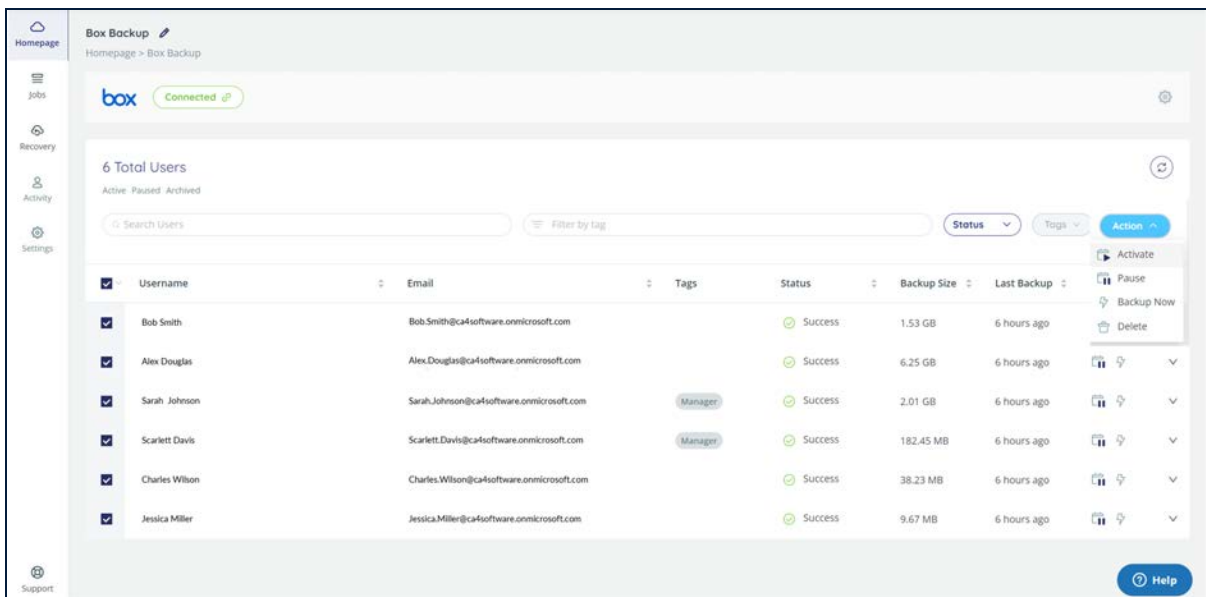 Homepage
Jobs
Recovery
Activity
Settings
Support
Box Backup
Homepage > Box Backup
box Connected
6 Total Users
Active Paused Archived
Search Users Filter by tag Status Tags Action
Activate
Pause
Backup Now
Delete
Username Email Tags Status Backup Size Last Backup
Bob Smith Bob.Smith@ca4software.onmicrosoft.com Success 1.53 GB 6 hours ago
Alex Douglas Alex.Douglas@ca4software.onmicrosoft.com Success 6.25 GB 6 hours ago
Sarah Johnson Sarah.Johnson@ca4software.onmicrosoft.com Manager Success 2.01 GB 6 hours ago
Scarlett Davis Scarlett.Davis@ca4software.onmicrosoft.com Manager Success 182.45 MB 6 hours ago
Charles Wilson Charles.Wilson@ca4software.onmicrosoft.com Success 38.23 MB 6 hours ago
Jessica Miller Jessica.Miller@ca4software.onmicrosoft.com Success 9.67 MB 6 hours ago
Help